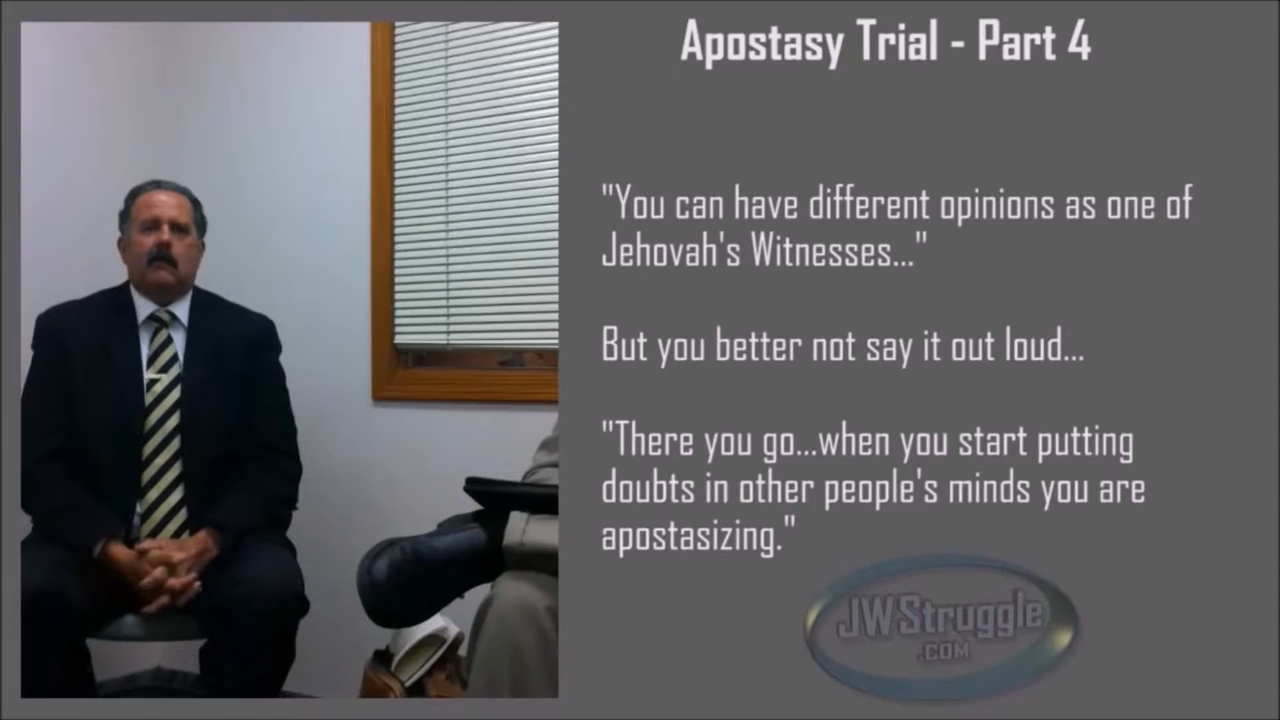 Apostasy Trial - Part 4
"You can have different opinions as one of
Jehovah's Witnesses..."
But you better not say it out loud...
"There you go...when you start putting
doubts in other people's minds you are
apostasizing."
JWStruggle
.COM